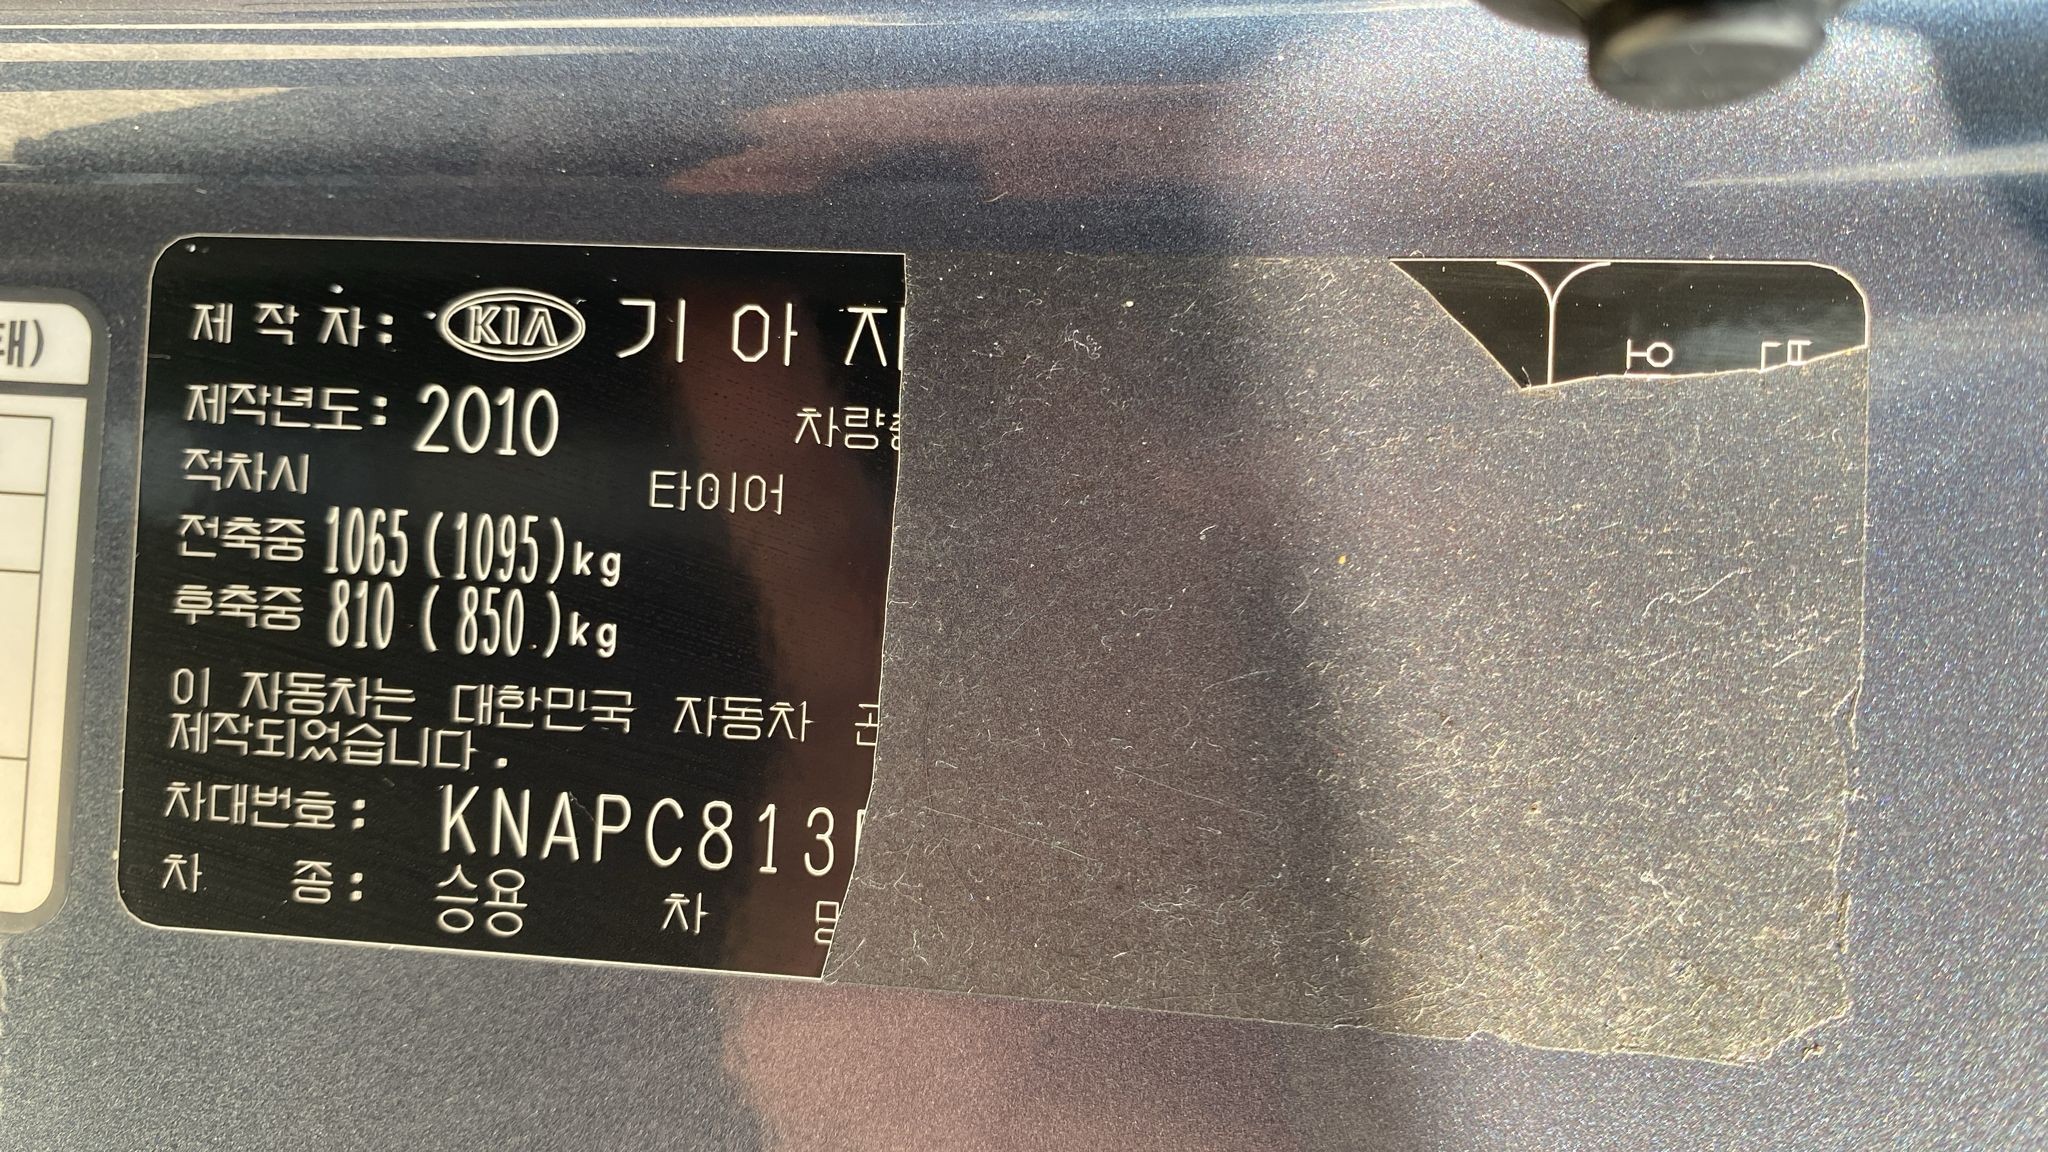 태)
제 작 자: KIA 기 아
제작년도: 2010 차량
적차시 타이어
전축중 1065 (1095)kg
후축중 810 (850.)kg
이 자동차는 대한민국 자동차
제작되었습니다.
차대번호: KNAPC813
차 종: 승용 차